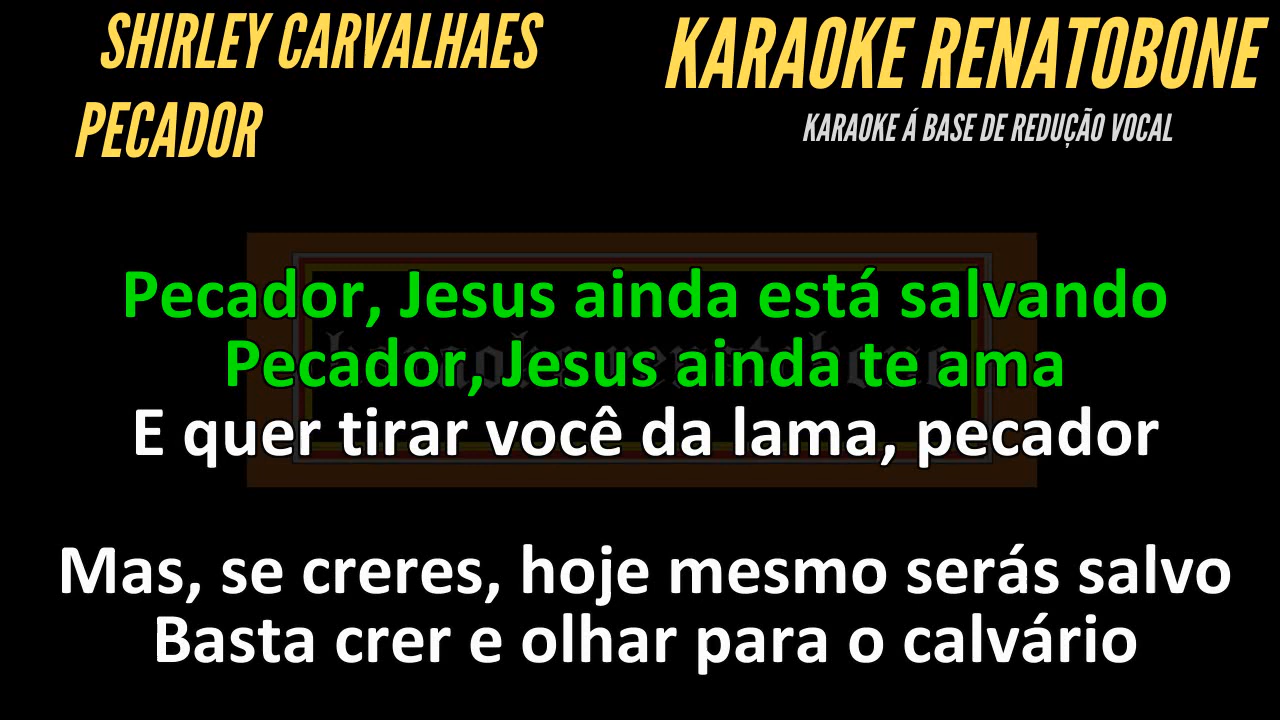 SHIRLEY CARVALHAES
PECADOR
KARAOKE RENATOBONE
KARAOKE Á BASE DE REDUÇÃO VOCAL
Pecador, Jesus ainda está salvando
Pecador, Jesus ainda te ama
E quer tirar você da lama, pecador
Mas, se creres, hoje mesmo serás salvo
Basta crer e olhar para o calvário
karaoke renatobone